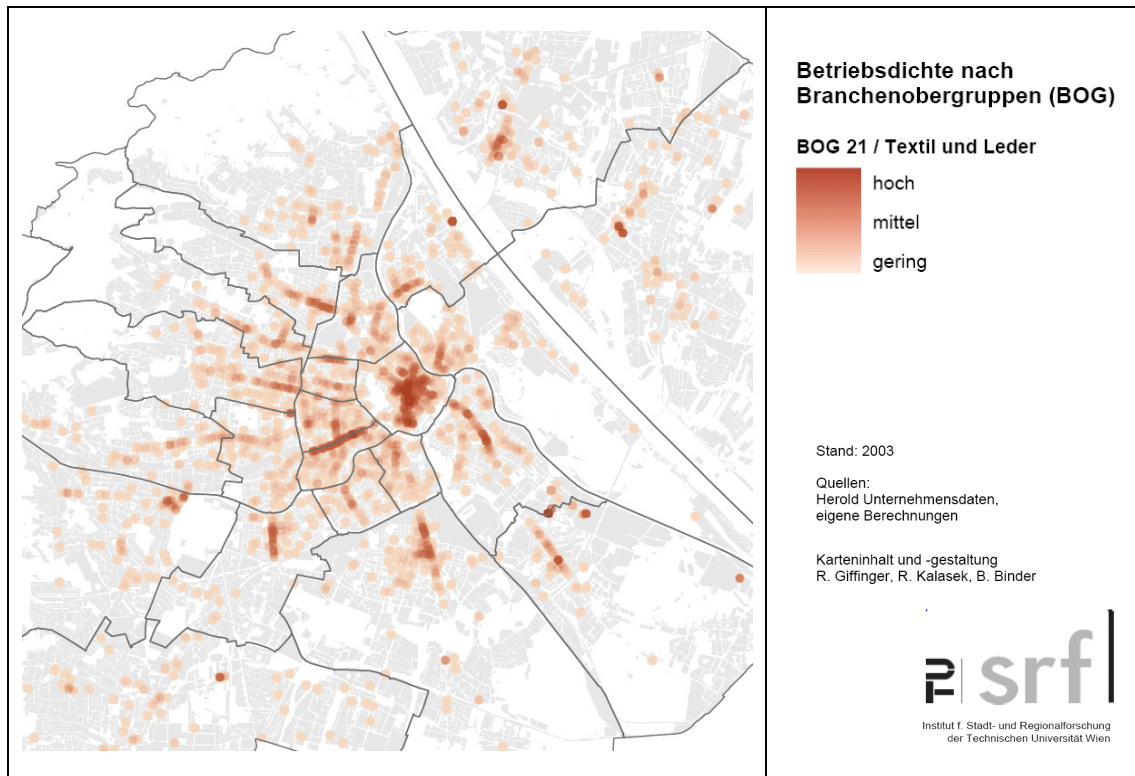 Betriebsdichte nach
Branchenobergruppen (BOG)
BOG 21 / Textil und Leder
hoch
mittel
gering
Stand: 2003
Quellen:
Herold Unternehmensdaten,
eigene Berechnungen
Karteninhalt und -gestaltung
R. Giffinger, R. Kalasek, B. Binder
srf
Institut f. Stadt- und Regionalforschung
der Technischen Universität Wien